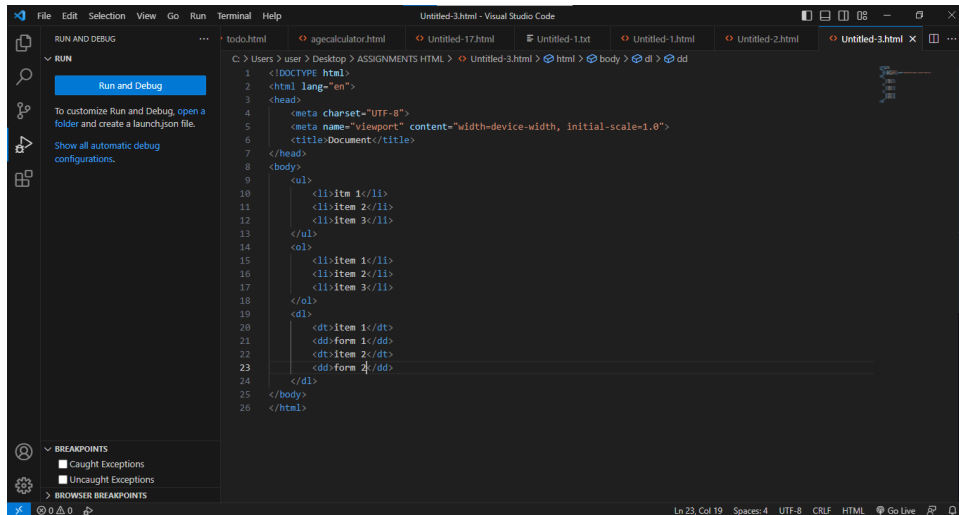 File Edit Selection View Go Run Terminal Help Untitled-3.html - Visual Studio Code
RUN AND DEBUG ... todo.html agecalculator.html Untitled-17.html Untitled-1.txt Untitled-1.html Untitled-2.html Untitled-3.html
RUN
Run and Debug
To customize Run and Debug, open a
folder and create a launch.json file.
Show all automatic debug
configurations.
C: > Users > user > Desktop > ASSIGNMENTS HTML > Untitled-3.html > html > body > dl > dd
1 <!DOCTYPE html>
2 <html lang="en">
3 <head>
4 <meta charset="UTF-8">
5 <meta name="viewport" content="width=device-width, initial-scale=1.0">
6 <title>Document</title>
7 </head>
8 <body>
9 <ul>
10 <li>itm 1</li>
11 <li>item 2</li>
12 <li>item 3</li>
13 </ul>
14 <ol>
15 <li>item 1</li>
16 <li>item 2</li>
17 <li>item 3</li>
18 </ol>
19 <dl>
20 <dt>item 1</dt>
21 <dd>form 1</dd>
22 <dt>item 2</dt>
23 <dd>form 2</dd>
24 </dl>
25 </body>
26 </html>
BREAKPOINTS
Caught Exceptions
Uncaught Exceptions
BROWSER BREAKPOINTS
0 0 Ln 23, Col 19 Spaces: 4 UTF-8 CRLF HTML Go Live